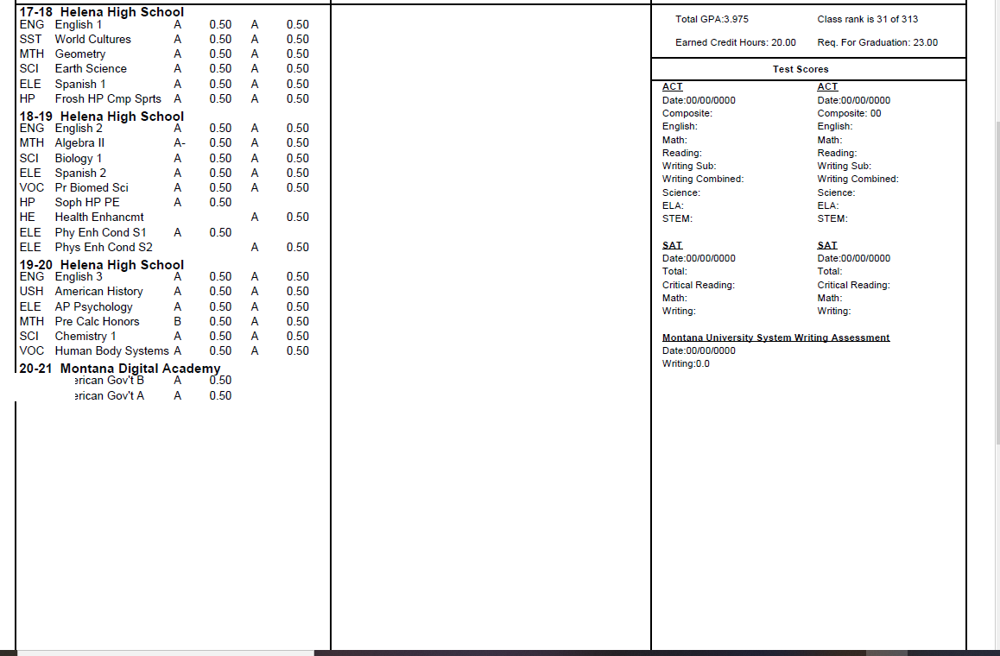 17-18 Helena High School
ENG English 1 A 0.50 A 0.50
SST World Cultures A 0.50 A 0.50
MTH Geometry A 0.50 A 0.50
SCI Earth Science A 0.50 A 0.50
ELE Spanish 1 A 0.50 A 0.50
HP Frosh HP Cmp Sprts A 0.50 A 0.50
18-19 Helena High School
ENG English 2 A 0.50 A 0.50
MTH Algebra II A- 0.50 A 0.50
SCI Biology 1 A 0.50 A 0.50
ELE Spanish 2 A 0.50 A 0.50
VOC Pr Biomed Sci A 0.50 A 0.50
HP Soph HP PE A 0.50
HE Health Enhancmt A 0.50
ELE Phy Enh Cond S1 A 0.50
ELE Phys Enh Cond S2 A 0.50
19-20 Helena High School
ENG English 3 A 0.50 A 0.50
USH American History A 0.50 A 0.50
ELE AP Psychology A 0.50 A 0.50
MTH Pre Calc Honors B 0.50 A 0.50
SCI Chemistry 1 A 0.50 A 0.50
VOC Human Body Systems A 0.50 A 0.50
20-21 Montana Digital Academy
erican Gov't B A 0.50
erican Gov't A A 0.50
Total GPA:3.975 Class rank is 31 of 313
Earned Credit Hours: 20.00 Req. For Graduation: 23.00
Test Scores
ACT ACT
Date:00/00/0000 Date:00/00/0000
Composite: Composite: 00
English: English:
Math: Math:
Reading: Reading:
Writing Sub: Writing Sub:
Writing Combined: Writing Combined:
Science: Science:
ELA: ELA:
STEM: STEM:
SAT SAT
Date:00/00/0000 Date:00/00/0000
Total: Total:
Critical Reading: Critical Reading:
Math: Math:
Writing: Writing:
Montana University System Writing Assessment
Date:00/00/0000
Writing:0.0